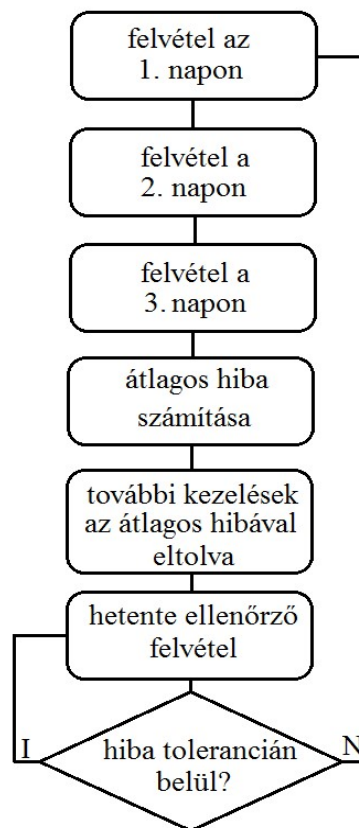 felvétel az
1. napon
felvétel a
2. napon
felvétel a
3. napon
átlagos hiba
számítása
további kezelések
az átlagos hibával
eltolva
hetente ellenőrző
felvétel
I
hiba tolerancián
belül?
N